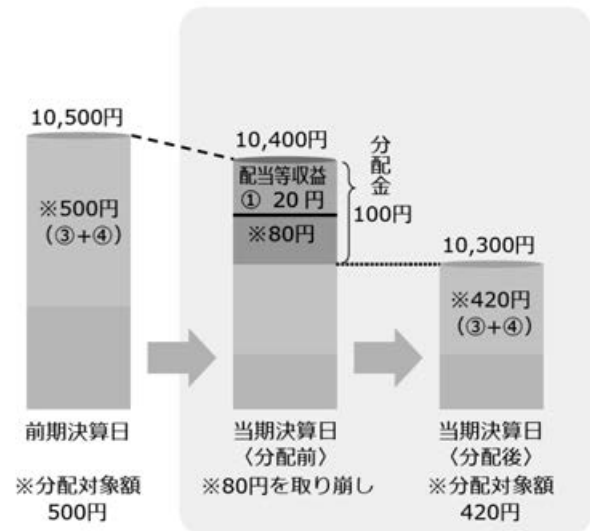 10,500円
※500円
(③+④)
前期決算日
※分配対象額
500円
10,400円
配当等収益
① 20 円
※80円
分配金
100円
当期決算日
〈分配前〉
※80円を取り崩し
10,300円
※420円
(③+④)
当期決算日
〈分配後〉
※分配対象額
420円